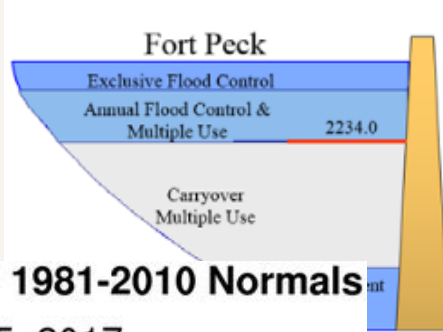 Fort Peck
Exclusive Flood Control
Annual Flood Control &
Multiple Use
2234.0
Carryover
Multiple Use
1981-2010 Normals